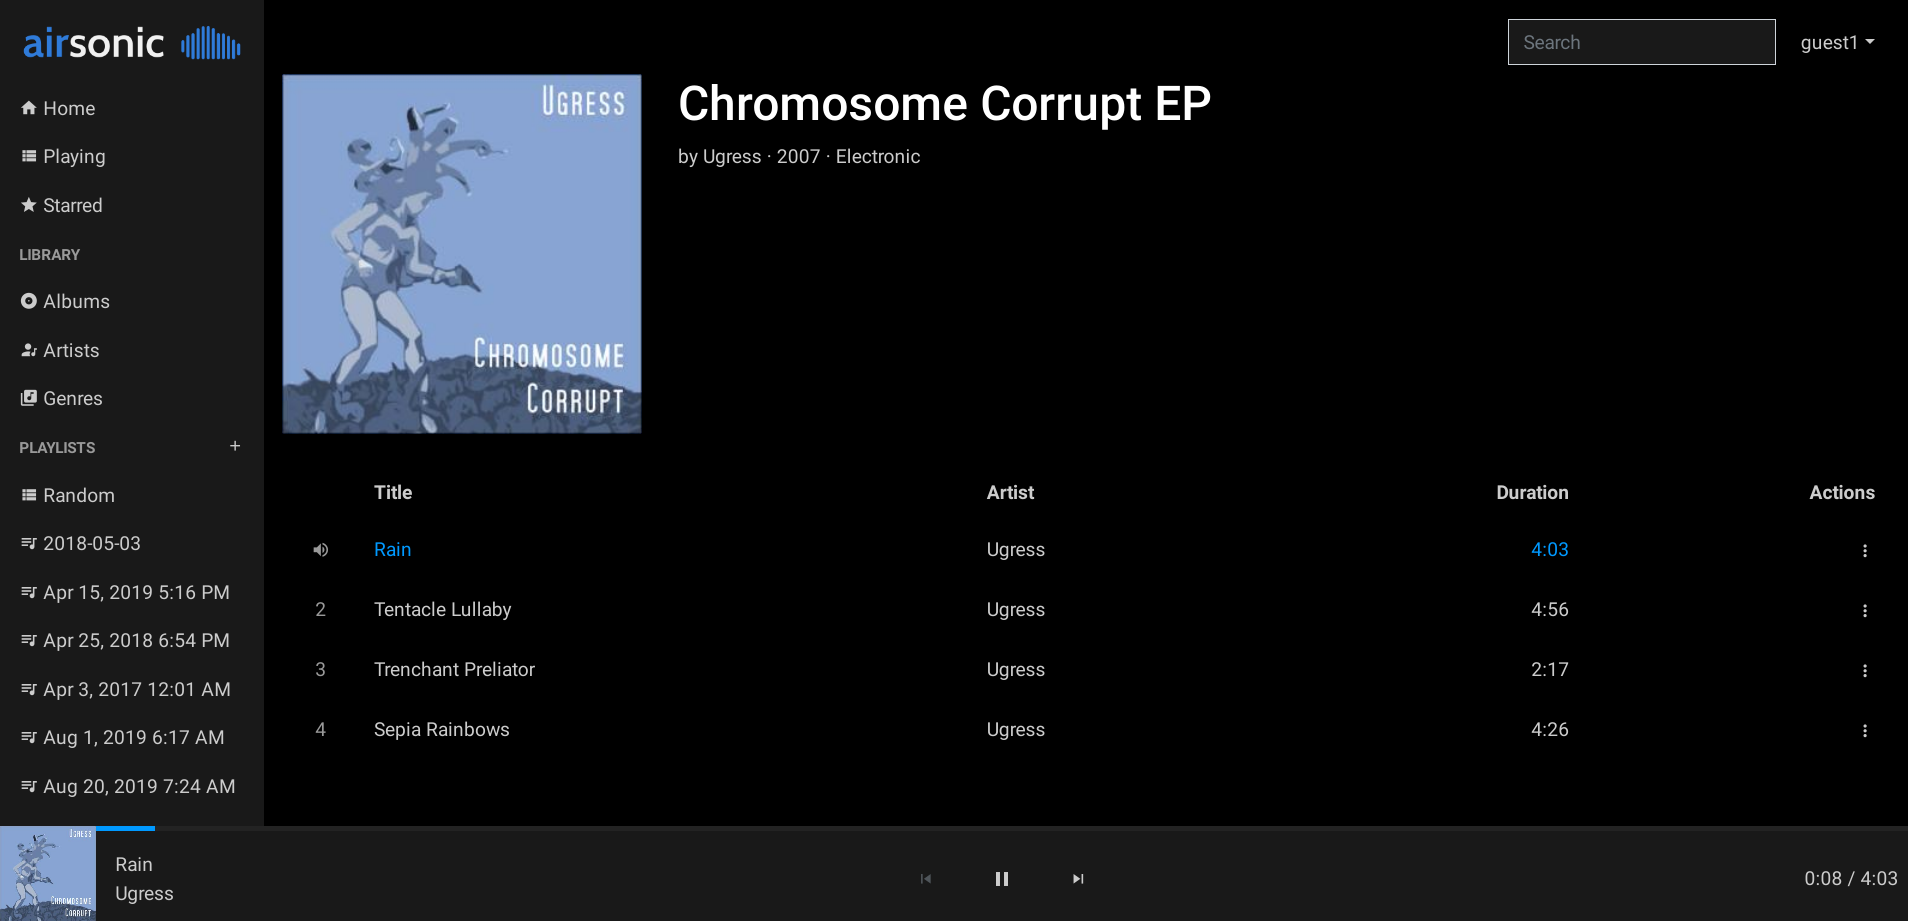 airsonic
Search
guest1
Home
Playing
Starred
LIBRARY
Albums
Artists
Genres
PLAYLISTS +
Random
2018-05-03
Apr 15, 2019 5:16 PM
Apr 25, 2018 6:54 PM
Apr 3, 2017 12:01 AM
Aug 1, 2019 6:17 AM
Aug 20, 2019 7:24 AM
UGRESS
CHROMOSOME
CORRUPT
Chromosome Corrupt EP
by Ugress · 2007 · Electronic
Title Artist Duration Actions
Rain Ugress 4:03
2 Tentacle Lullaby Ugress 4:56
3 Trenchant Preliator Ugress 2:17
4 Sepia Rainbows Ugress 4:26
UGRESS
CHROMOSOME
CORRUPT
Rain
Ugress
0:08 / 4:03